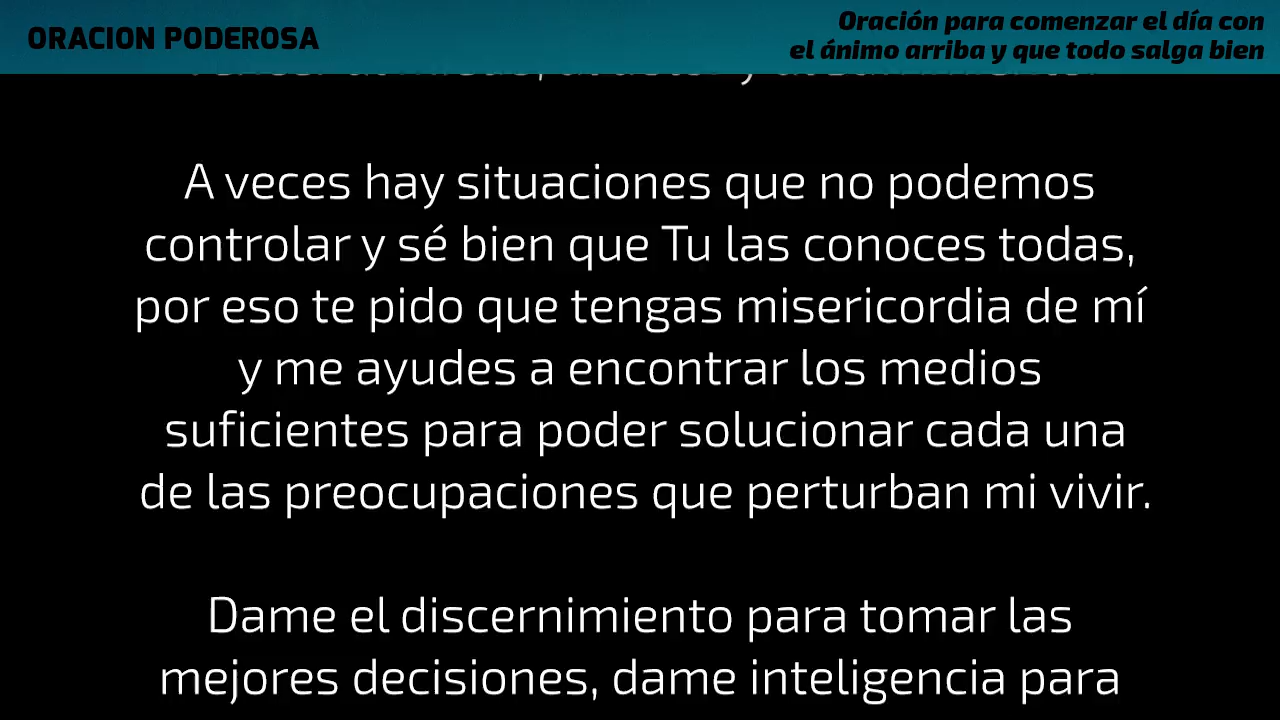 ORACION PODEROSA
Oración para comenzar el día con
el ánimo arriba y que todo salga bien
A veces hay situaciones que no podemos
controlar y sé bien que Tu las conoces todas,
por eso te pido que tengas misericordia de mí
y me ayudes a encontrar los medios
suficientes para poder solucionar cada una
de las preocupaciones que perturban mi vivir.
Dame el discernimiento para tomar las
mejores decisiones, dame inteligencia para